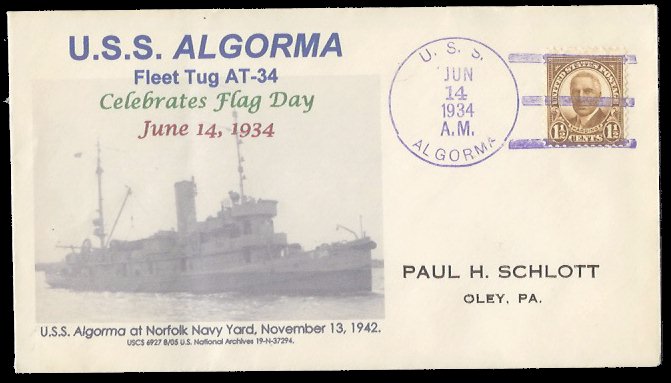 U.S.S. ALGORMA
Fleet Tug AT-34
Celebrates Flag Day
June 14, 1934
U.S.S. Algorma at Norfolk Navy Yard, November 13, 1942.
USCS 6927 8/05 U.S. National Archives 19-N-37294.
U. S. S.
JUN
14
1934
A.M.
ALGORMA
UNITED STATES POSTAGE
HARDING
1½ CENTS 1½
PAUL H. SCHLOTT
OLEY, PA.